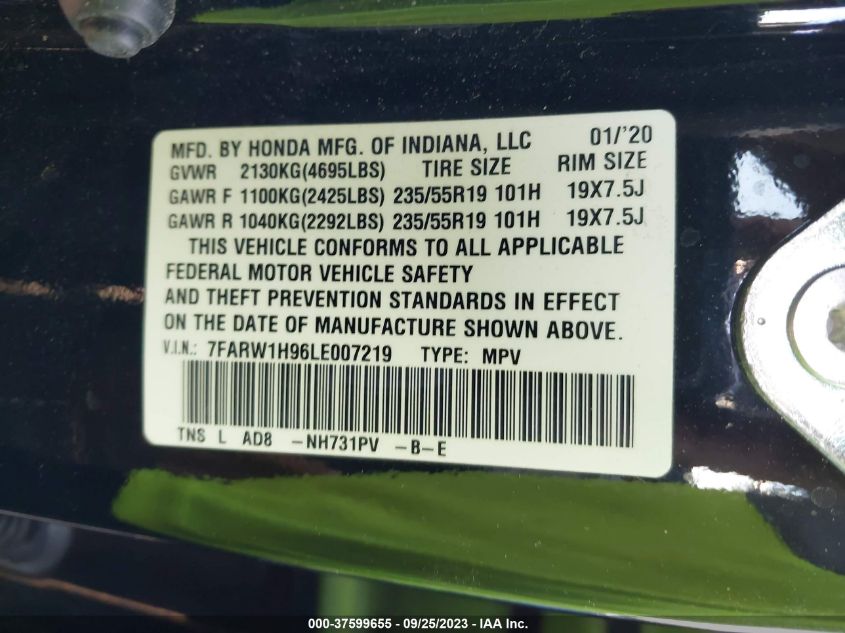 MFD. BY HONDA MFG. OF INDIANA, LLC 01/'20
GVWR 2130KG(4695LBS) TIRE SIZE RIM SIZE
GAWR F 1100KG(2425LBS) 235/55R19 101H 19X7.5J
GAWR R 1040KG(2292LBS) 235/55R19 101H 19X7.5J
THIS VEHICLE CONFORMS TO ALL APPLICABLE
FEDERAL MOTOR VEHICLE SAFETY
AND THEFT PREVENTION STANDARDS IN EFFECT
ON THE DATE OF MANUFACTURE SHOWN ABOVE.
V.I.N.: 7FARW1H96LE007219 TYPE: MPV
TNS L AD8 -NH731PV -B-E
000-37599655 - 09/25/2023 - IAA Inc.